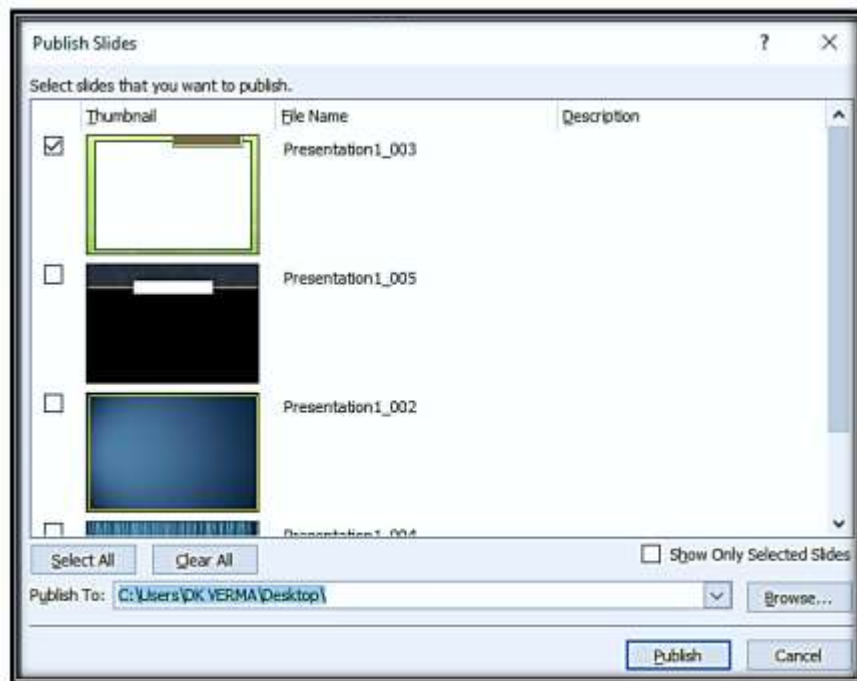 Publish Slides ? ×
Select slides that you want to publish.
Thumbnail File Name Description
Presentation1_003
Presentation1_005
Presentation1_002
Presentation1_004
Select All Clear All Show Only Selected Slides
Publish To: C:\Users\DK VERMA\Desktop\ Browse...
Publish Cancel